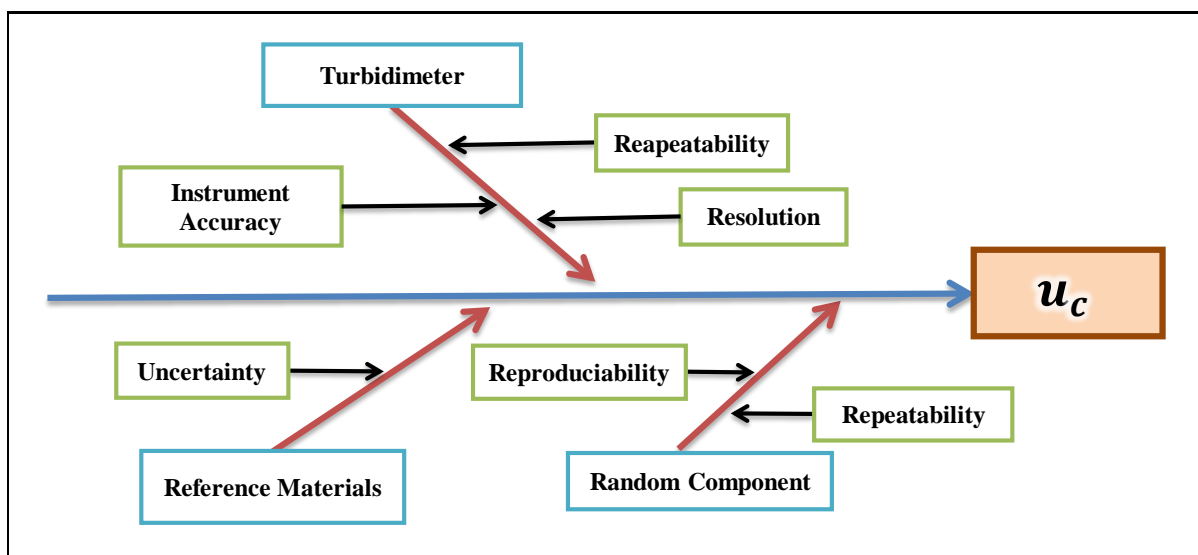 Turbidimeter
Reapeatability
Instrument
Accuracy
Resolution
u_c
Uncertainty
Reproduciability
Repeatability
Reference Materials
Random Component